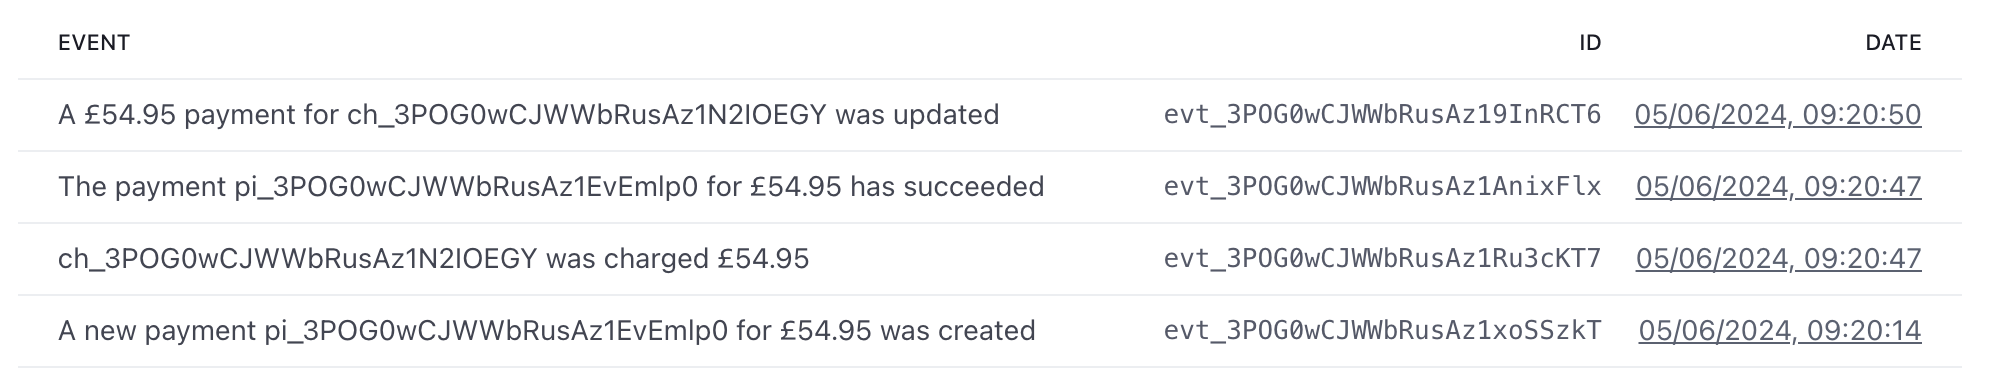 EVENT ID DATE
A £54.95 payment for ch_3POG0wCJWWbRusAz1N2IOEGY was updated evt_3POG0wCJWWbRusAz19InRCT6 05/06/2024, 09:20:50
The payment pi_3POG0wCJWWbRusAz1EvEmlp0 for £54.95 has succeeded evt_3POG0wCJWWbRusAz1AnixFlx 05/06/2024, 09:20:47
ch_3POG0wCJWWbRusAz1N2IOEGY was charged £54.95 evt_3POG0wCJWWbRusAz1Ru3cKT7 05/06/2024, 09:20:47
A new payment pi_3POG0wCJWWbRusAz1EvEmlp0 for £54.95 was created evt_3POG0wCJWWbRusAz1xoSSzkT 05/06/2024, 09:20:14